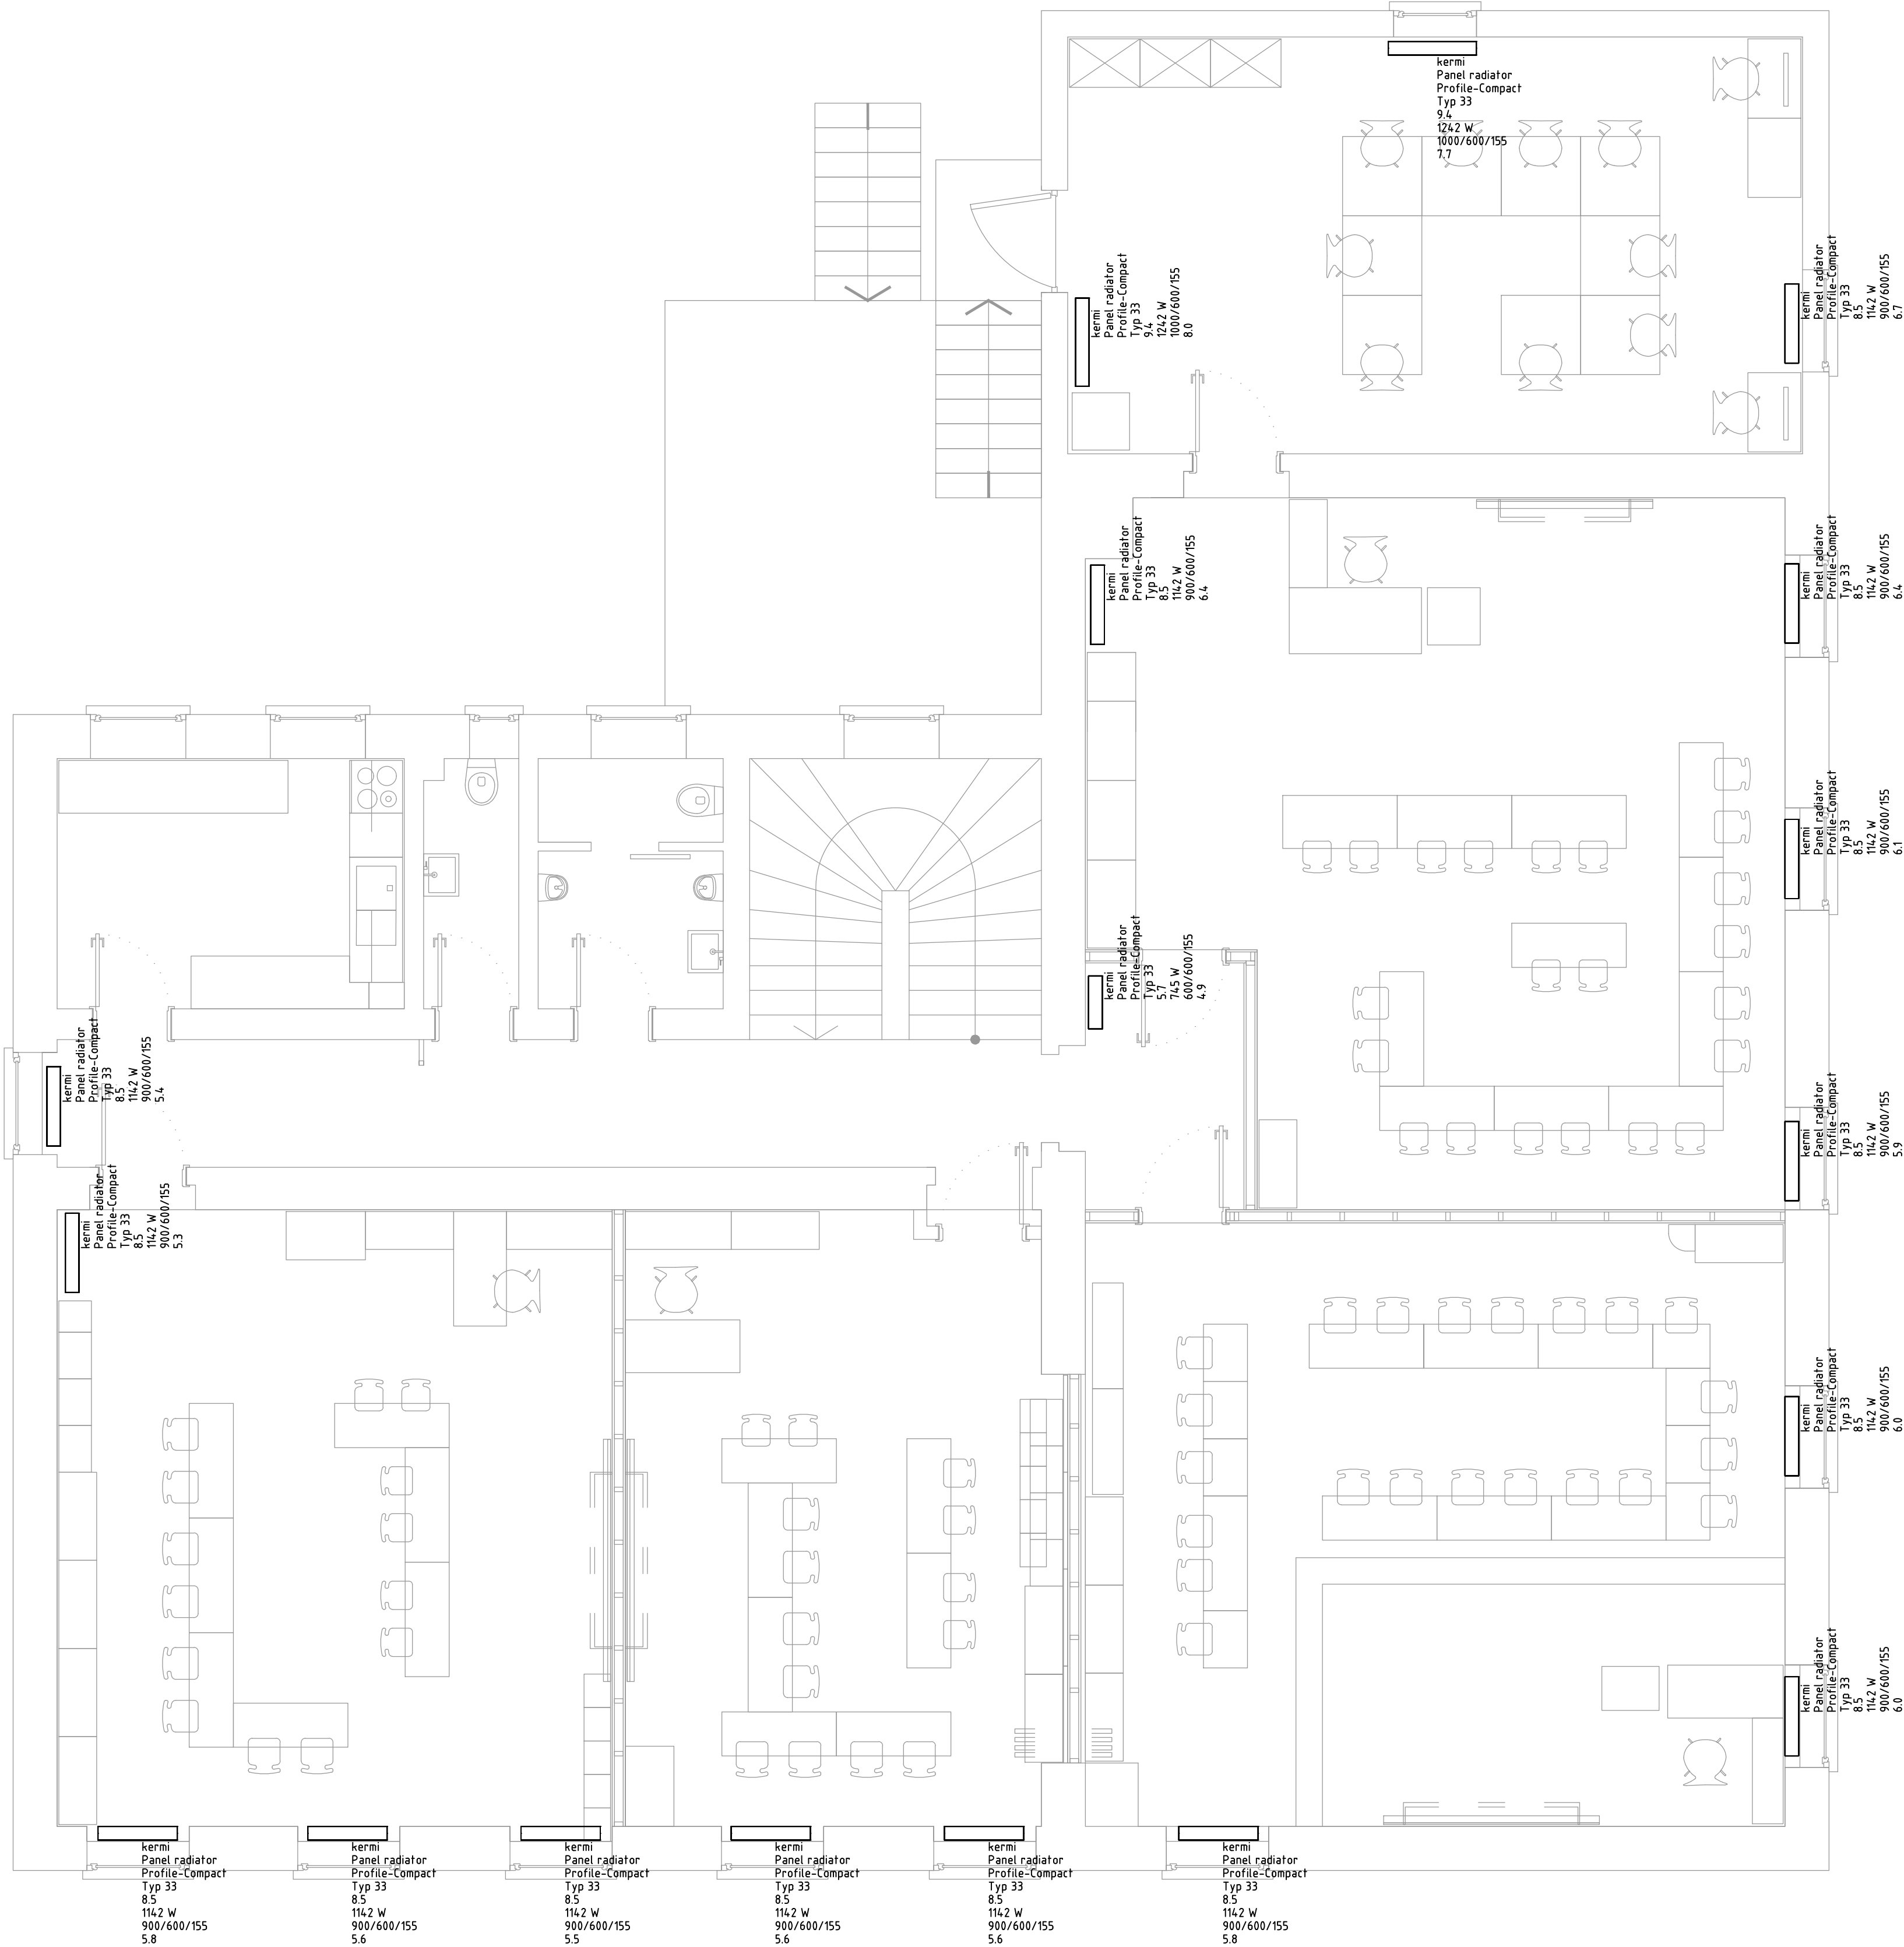 kermi
Panel radiator
Profile-Compact
Typ 33
9.4
1242 W
1000/600/155
7.7
kermi
Panel radiator
Profile-Compact
Typ 33
9.4
1242 W
1000/600/155
8.0
kermi
Panel radiator
Profile-Compact
Typ 33
8.5
1142 W
900/600/155
6.7
kermi
Panel radiator
Profile-Compact
Typ 33
8.5
1142 W
900/600/155
6.4
kermi
Panel radiator
Profile-Compact
Typ 33
8.5
1142 W
900/600/155
6.4
kermi
Panel radiator
Profile-Compact
Typ 33
8.5
1142 W
900/600/155
6.1
kermi
Panel radiator
Profile-Compact
Typ 33
5.7
745 W
600/600/155
4.9
kermi
Panel radiator
Profile-Compact
Typ 33
8.5
1142 W
900/600/155
5.4
kermi
Panel radiator
Profile-Compact
Typ 33
8.5
1142 W
900/600/155
5.9
kermi
Panel radiator
Profile-Compact
Typ 33
8.5
1142 W
900/600/155
5.3
kermi
Panel radiator
Profile-Compact
Typ 33
8.5
1142 W
900/600/155
6.0
kermi
Panel radiator
Profile-Compact
Typ 33
8.5
1142 W
900/600/155
6.0
kermi
Panel radiator
Profile-Compact
Typ 33
8.5
1142 W
900/600/155
5.8
kermi
Panel radiator
Profile-Compact
Typ 33
8.5
1142 W
900/600/155
5.6
kermi
Panel radiator
Profile-Compact
Typ 33
8.5
1142 W
900/600/155
5.5
kermi
Panel radiator
Profile-Compact
Typ 33
8.5
1142 W
900/600/155
5.6
kermi
Panel radiator
Profile-Compact
Typ 33
8.5
1142 W
900/600/155
5.6
kermi
Panel radiator
Profile-Compact
Typ 33
8.5
1142 W
900/600/155
5.8